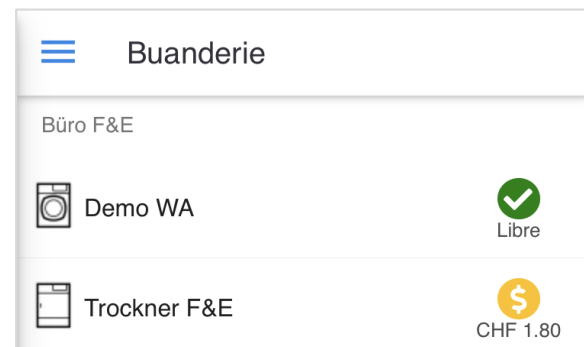 Buanderie
Büro F&E
Demo WA
Libre
Trockner F&E
$
CHF 1.80